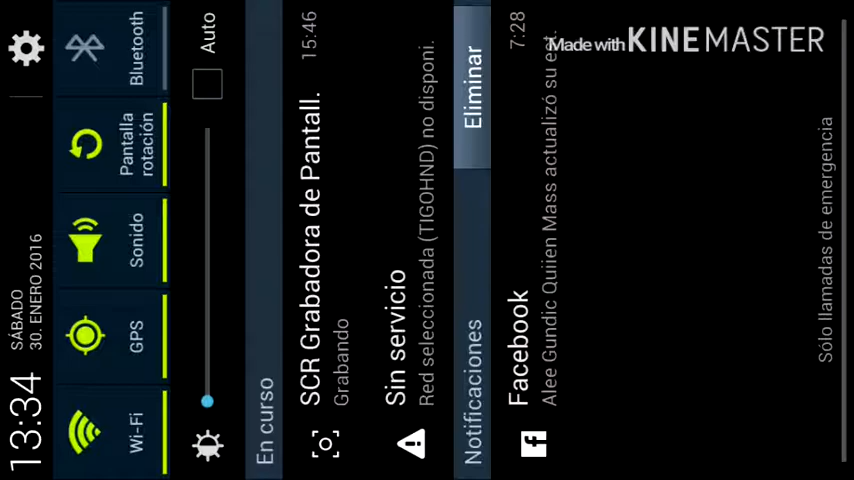 13:34
SÁBADO
30. ENERO 2016
Wi-Fi
GPS
Sonido
Pantalla
rotación
Bluetooth
Auto
En curso
SCR Grabadora de Pantall.
15:46
Grabando
Sin servicio
Red seleccionada (TIGOHND) no disponi.
Notificaciones
Eliminar
Facebook
7:28
Alee Gundic Quiien Mass actualizó su est.
Sólo llamadas de emergencia
Made with KINEMASTER